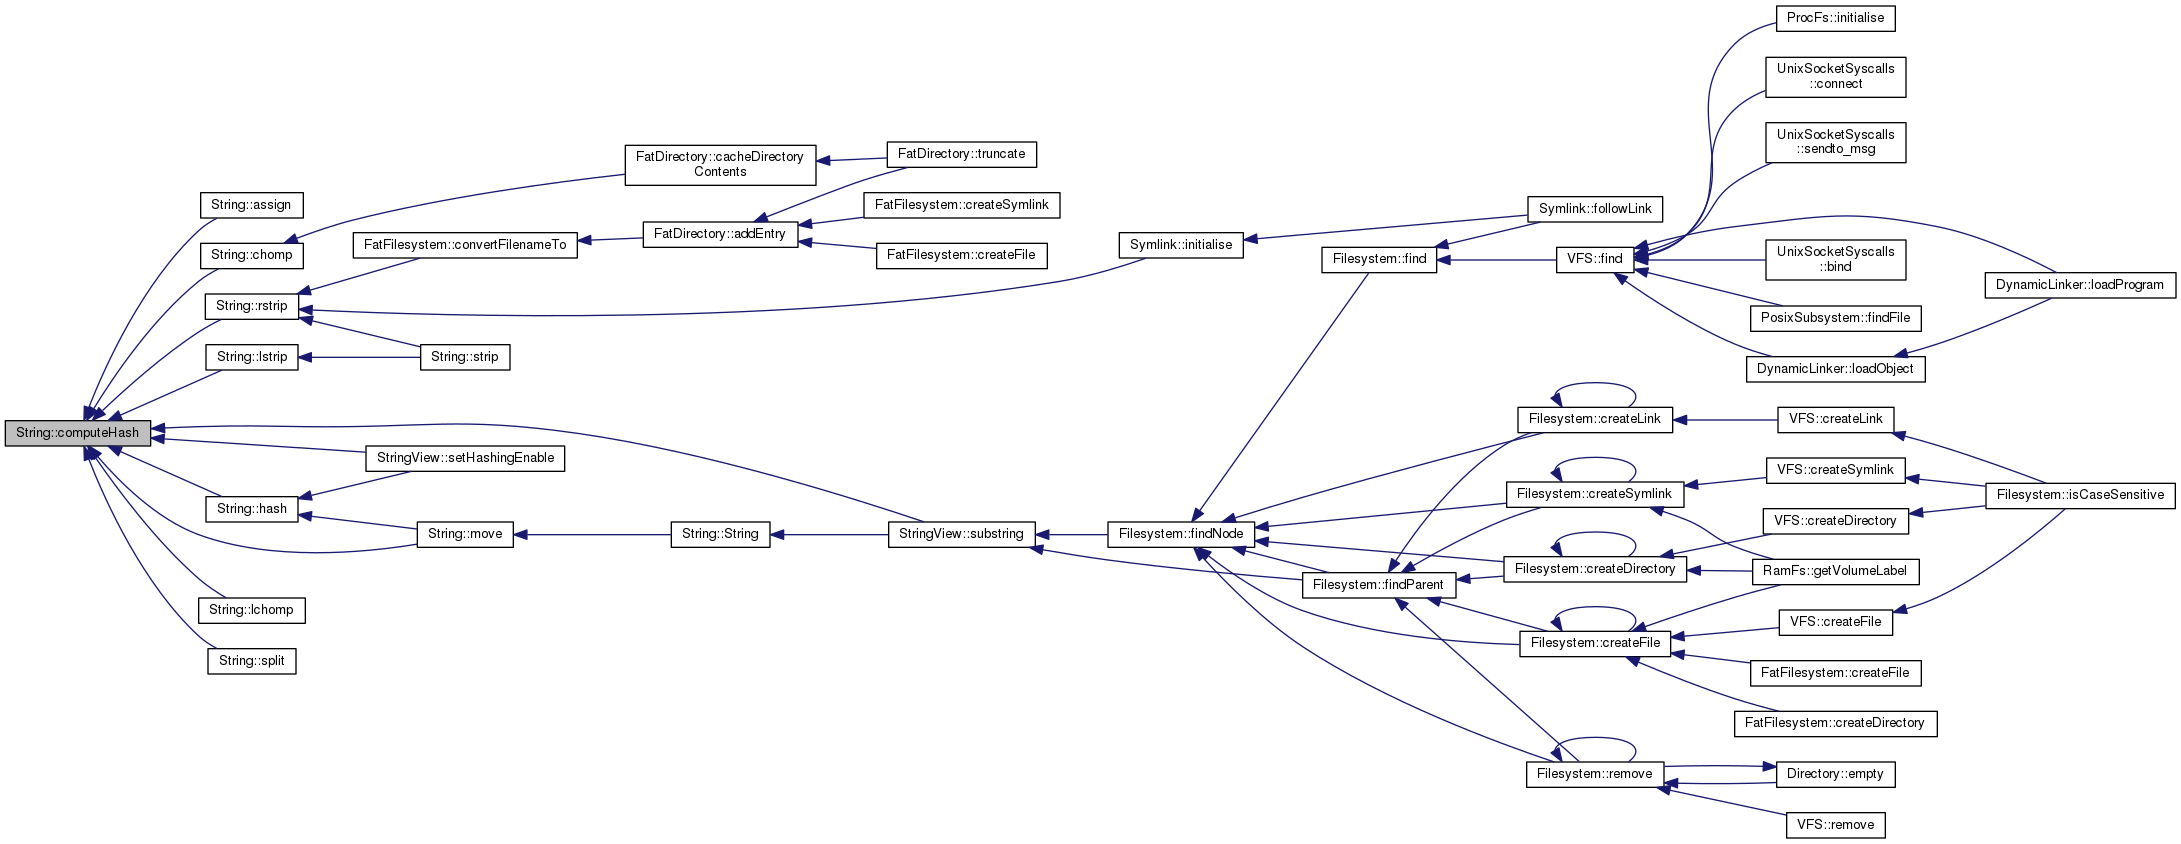 ProcFs::initialise
UnixSocketSyscalls
::connect
UnixSocketSyscalls
::sendto_msg
FatDirectory::cacheDirectory
Contents
FatDirectory::truncate
String::assign
FatFilesystem::createSymlink
Symlink::followLink
String::chomp
FatFilesystem::convertFilenameTo
FatDirectory::addEntry
FatFilesystem::createFile
Symlink::initialise
Filesystem::find
VFS::find
UnixSocketSyscalls
::bind
DynamicLinker::loadProgram
String::rstrip
PosixSubsystem::findFile
String::lstrip
String::strip
DynamicLinker::loadObject
String::computeHash
Filesystem::createLink
VFS::createLink
StringView::setHashingEnable
VFS::createSymlink
Filesystem::createSymlink
Filesystem::isCaseSensitive
String::hash
VFS::createDirectory
String::move
String::String
StringView::substring
Filesystem::findNode
Filesystem::createDirectory
RamFs::getVolumeLabel
Filesystem::findParent
String::lchomp
VFS::createFile
Filesystem::createFile
String::split
FatFilesystem::createFile
FatFilesystem::createDirectory
Filesystem::remove
Directory::empty
VFS::remove